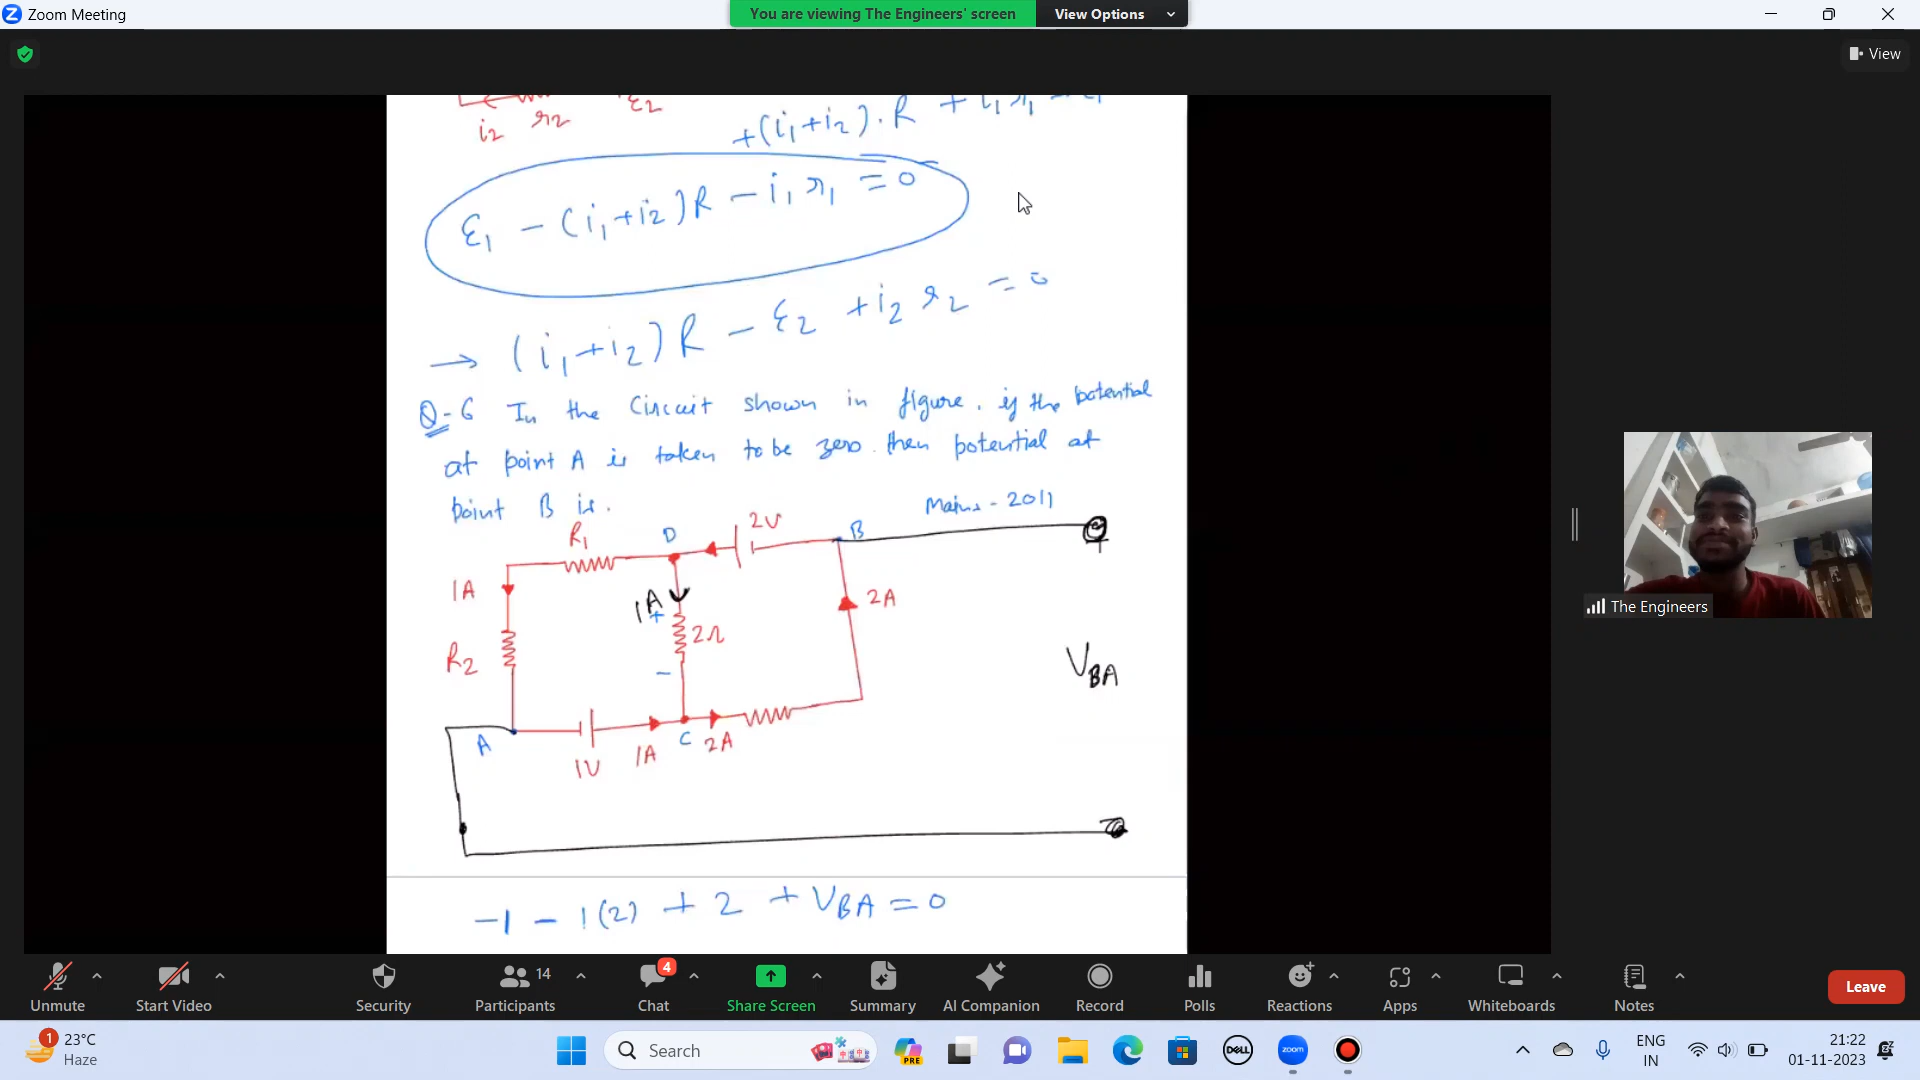 Zoom Meeting
You are viewing The Engineers' screen
View Options
View
i2 r2 ε2
+(i1+i2).R + i1r1 - ε1
ε1 - (i1+i2)R - i1r1 = 0
→ (i1+i2)R - ε2 + i2r2 = 0
Q-6 In the Circuit shown in figure. if the potential
at point A is taken to be zero. then potential at
point B is.
Mains - 2011
R1
D
2V
B
1A
1A
+
2Ω
2A
R2
-
VBA
A
1V
1A
C
2A
-1 - 1(2) + 2 + VBA = 0
The Engineers
Unmute
Start Video
Security
14
Participants
4
Chat
Share Screen
Summary
AI Companion
Record
Polls
Reactions
Apps
Whiteboards
Notes
Leave
1
23°C
Haze
Search
PRE
DELL
zoom
ENG
IN
21:22
01-11-2023